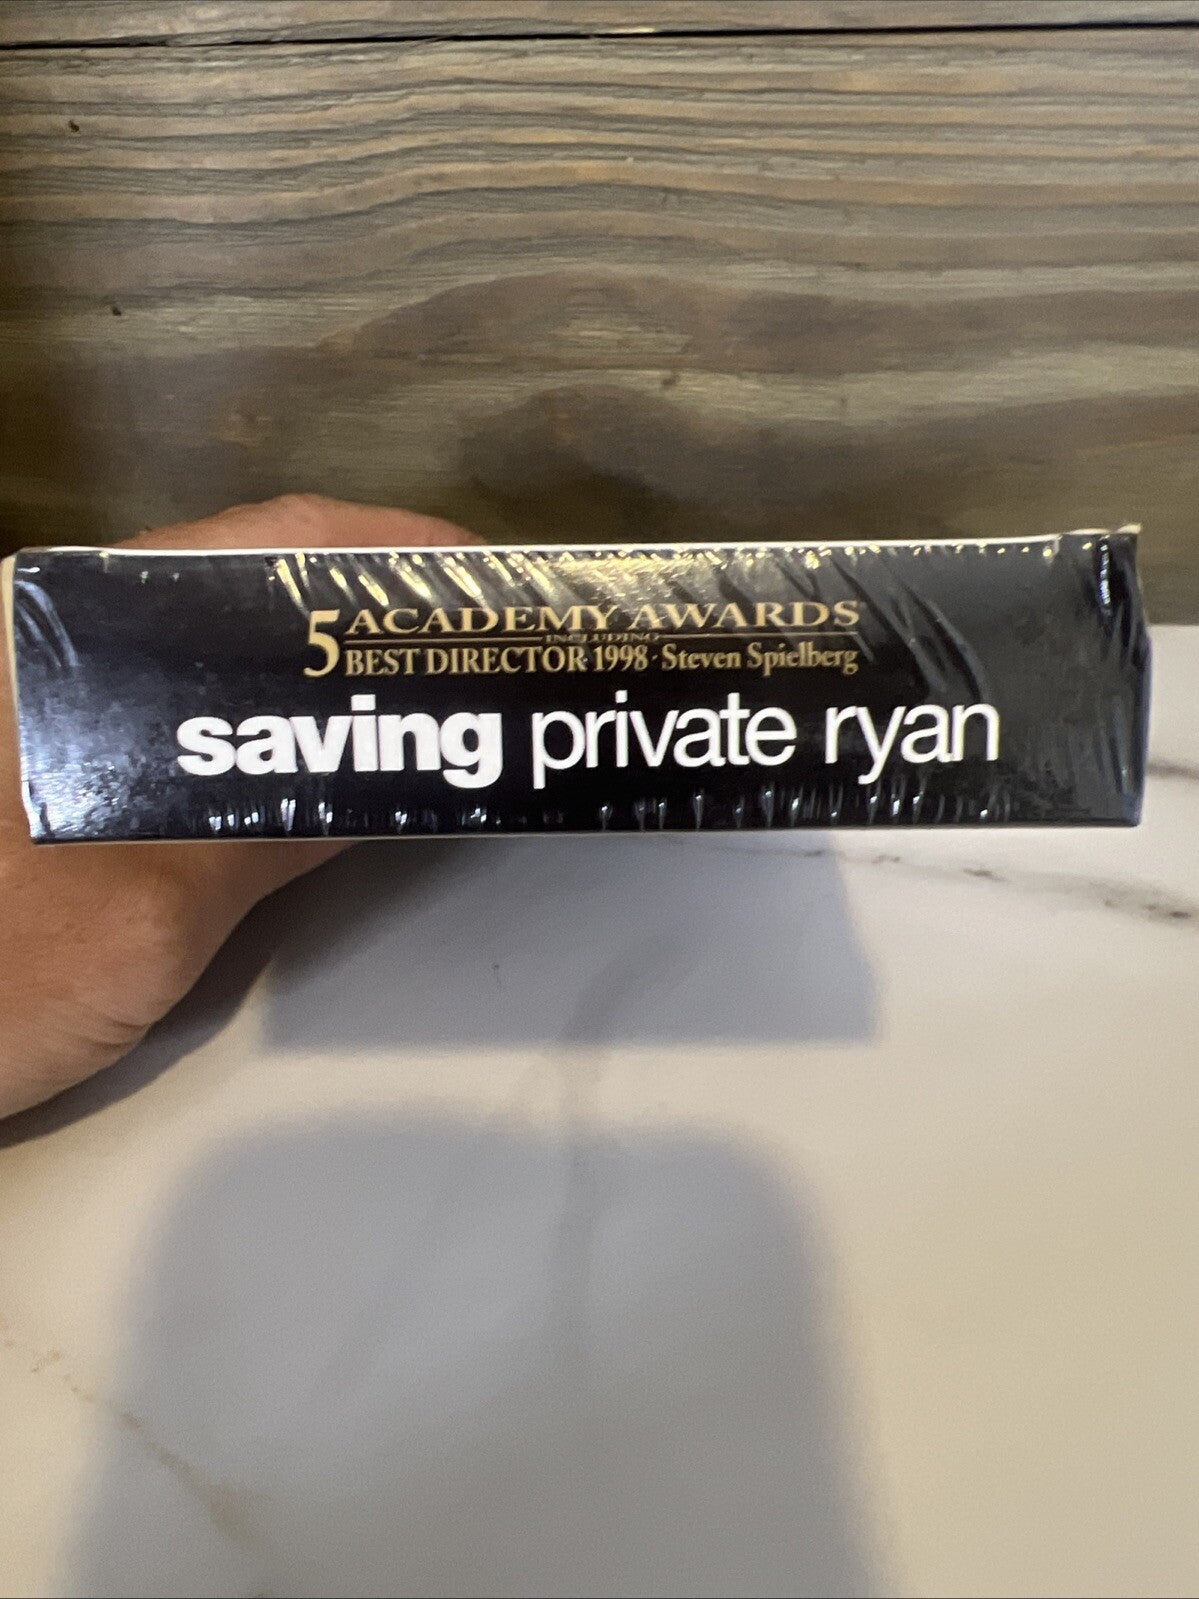 5 ACADEMY AWARDS
INCLUDING
BEST DIRECTOR · 1998 · Steven Spielberg
saving private ryan